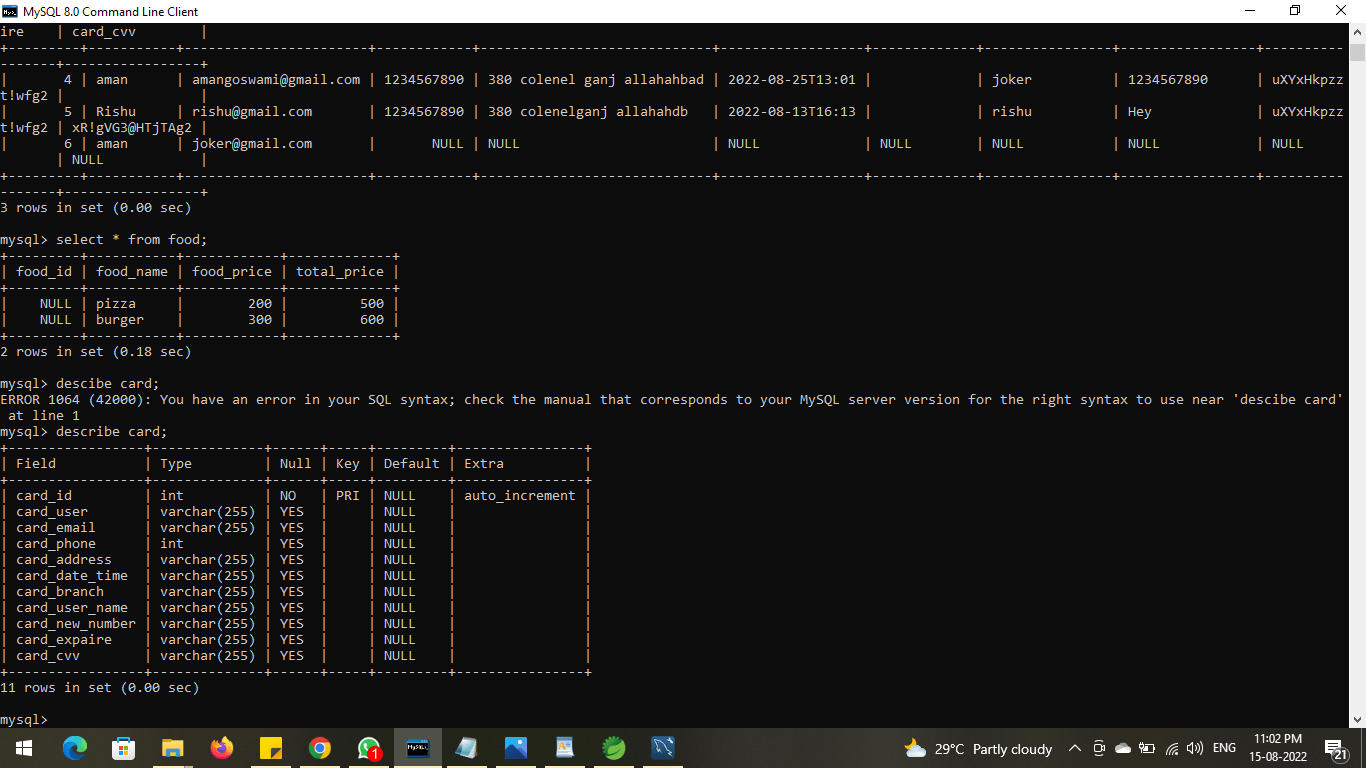 MySQL 8.0 Command Line Client
ire    | card_cvv        |
+---------+-----------+-----------------------+------------+-----------------------------+------------------+-------------+----------------+-----------------+----------
-------+-----------------+
|       4 | aman      | amangoswami@gmail.com | 1234567890 | 380 colenel ganj allahahbad | 2022-08-25T13:01 |             | joker          | 1234567890      | uXYxHkpzz
t!wfg2 |                 |
|       5 | Rishu     | rishu@gmail.com       | 1234567890 | 380 colenelganj allahahdb   | 2022-08-13T16:13 |             | rishu          | Hey             | uXYxHkpzz
t!wfg2 | xR!gVG3@HTjTAg2 |
|       6 | aman      | joker@gmail.com       |       NULL | NULL                        | NULL             | NULL        | NULL           | NULL            | NULL
       | NULL            |
+---------+-----------+-----------------------+------------+-----------------------------+------------------+-------------+----------------+-----------------+----------
-------+-----------------+
3 rows in set (0.00 sec)
mysql> select * from food;
+---------+-----------+------------+-------------+
| food_id | food_name | food_price | total_price |
+---------+-----------+------------+-------------+
|    NULL | pizza     |        200 |         500 |
|    NULL | burger    |        300 |         600 |
+---------+-----------+------------+-------------+
2 rows in set (0.18 sec)
mysql> descibe card;
ERROR 1064 (42000): You have an error in your SQL syntax; check the manual that corresponds to your MySQL server version for the right syntax to use near 'descibe card'
 at line 1
mysql> describe card;
+-----------------+--------------+------+-----+---------+----------------+
| Field           | Type         | Null | Key | Default | Extra          |
+-----------------+--------------+------+-----+---------+----------------+
| card_id         | int          | NO   | PRI | NULL    | auto_increment |
| card_user       | varchar(255) | YES  |     | NULL    |                |
| card_email      | varchar(255) | YES  |     | NULL    |                |
| card_phone      | int          | YES  |     | NULL    |                |
| card_address    | varchar(255) | YES  |     | NULL    |                |
| card_date_time  | varchar(255) | YES  |     | NULL    |                |
| card_branch     | varchar(255) | YES  |     | NULL    |                |
| card_user_name  | varchar(255) | YES  |     | NULL    |                |
| card_new_number | varchar(255) | YES  |     | NULL    |                |
| card_expaire    | varchar(255) | YES  |     | NULL    |                |
| card_cvv        | varchar(255) | YES  |     | NULL    |                |
+-----------------+--------------+------+-----+---------+----------------+
11 rows in set (0.00 sec)
mysql>
1
29°C Partly cloudy
ENG
11:02 PM
15-08-2022
21